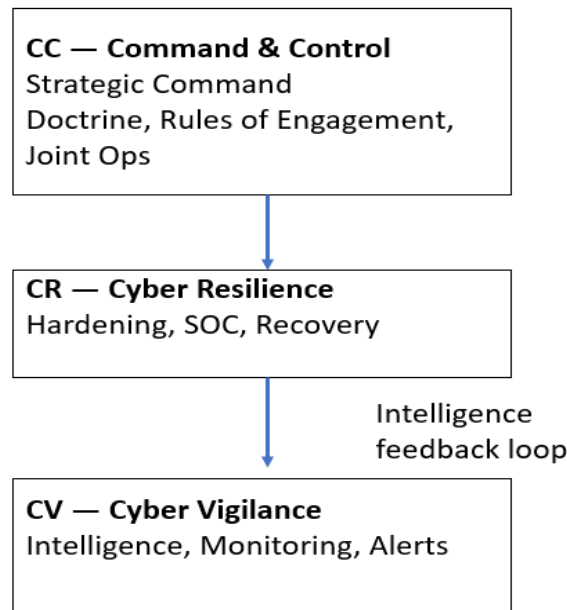 CC — Command & Control
Strategic Command
Doctrine, Rules of Engagement,
Joint Ops
CR — Cyber Resilience
Hardening, SOC, Recovery
Intelligence
feedback loop
CV — Cyber Vigilance
Intelligence, Monitoring, Alerts